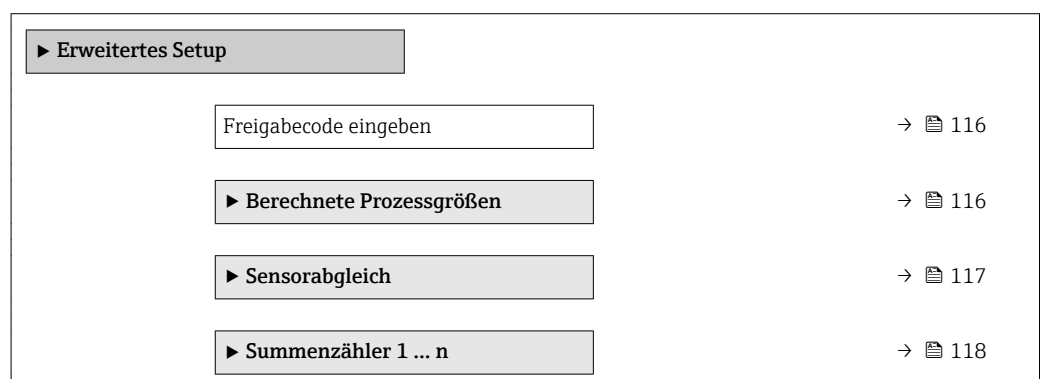 ▶ Erweitertes Setup
Freigabecode eingeben → 116
▶ Berechnete Prozessgrößen → 116
▶ Sensorabgleich → 117
▶ Summenzähler 1 … n → 118